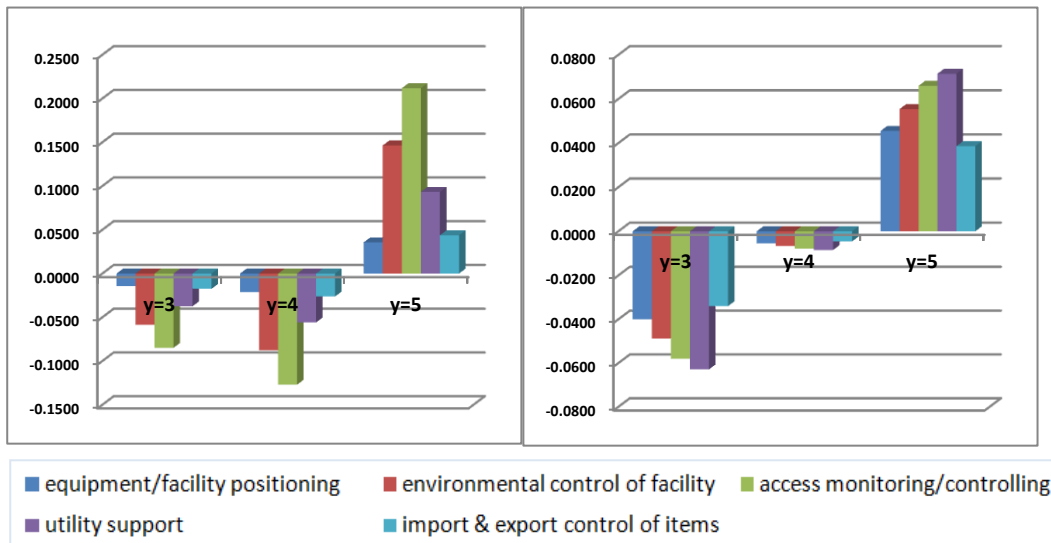 0.2500
0.2000
0.1500
0.1000
0.0500
0.0000
-0.0500
-0.1000
-0.1500
y=3
y=4
y=5
0.0800
0.0600
0.0400
0.0200
0.0000
-0.0200
-0.0400
-0.0600
-0.0800
y=3
y=4
y=5
equipment/facility positioning
environmental control of facility
access monitoring/controlling
utility support
import & export control of items